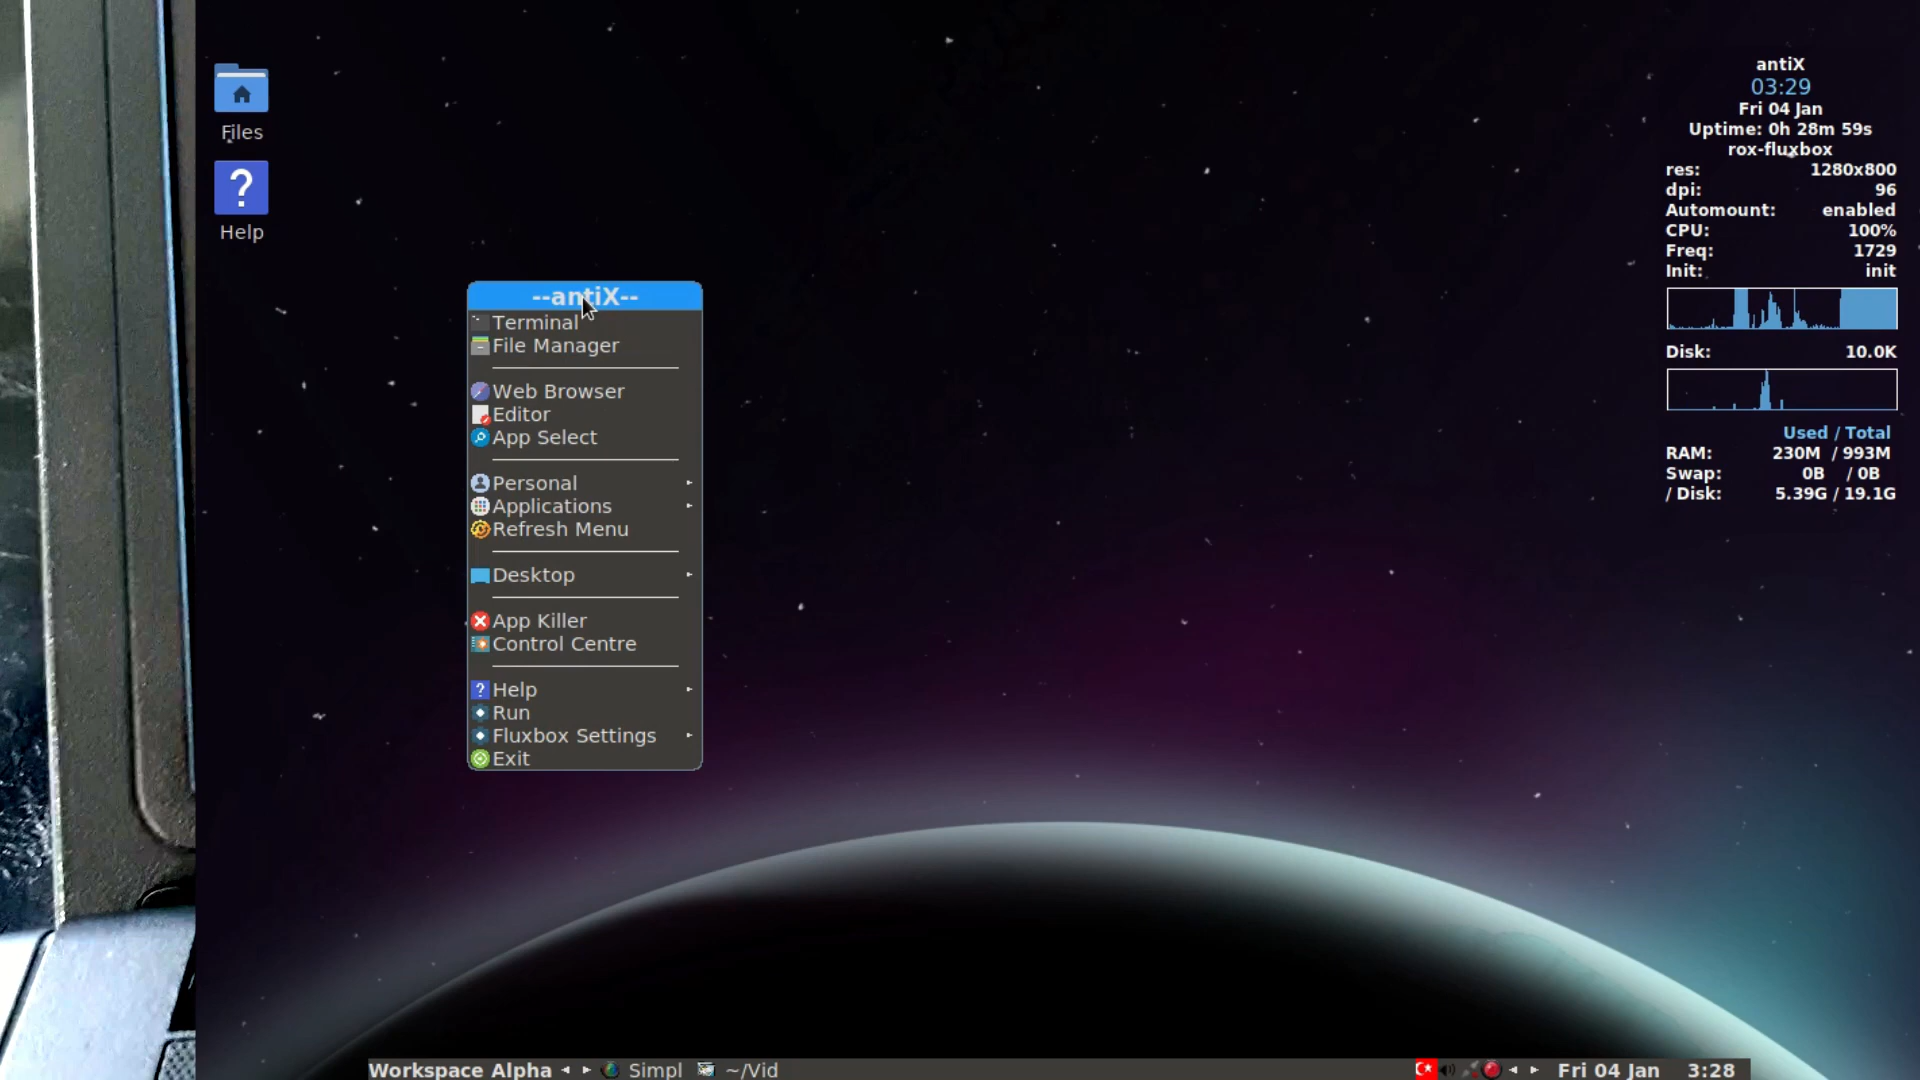 Files
Help
--antiX--
Terminal
File Manager
Web Browser
Editor
App Select
Personal
Applications
Refresh Menu
Desktop
App Killer
Control Centre
Help
Run
Fluxbox Settings
Exit
antiX
03:29
Fri 04 Jan
Uptime: 0h 28m 59s
rox-fluxbox
res: 1280x800
dpi: 96
Automount: enabled
CPU: 100%
Freq: 1729
Init: init
Disk: 10.0K
Used / Total
RAM: 230M / 993M
Swap: 0B / 0B
/ Disk: 5.39G / 19.1G
Workspace Alpha Simpl ~/Vid Fri 04 Jan 3:28